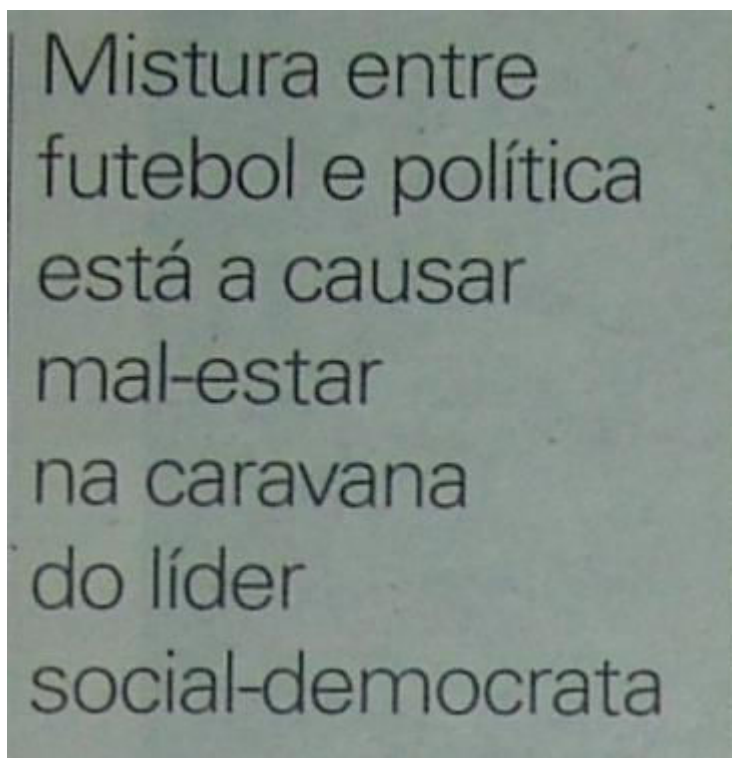 Mistura entre
futebol e política
está a causar
mal-estar
na caravana
do líder
social-democrata